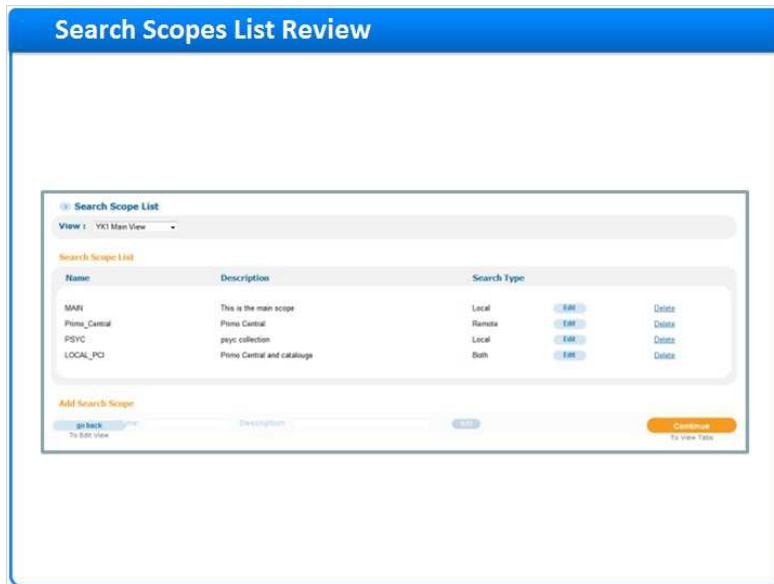 Search Scopes List Review
Search Scope List
View : YK1 Main View
Search Scope List
Name Description Search Type
MAIN This is the main scope Local Edit Delete
Primo_Central Primo Central Remote Edit Delete
PSYC psyc collection Local Edit Delete
LOCAL_PCI Primo Central and catalouge Both Edit Delete
Add Search Scope
go back Description Add Continue
To Edit View To View Tabs